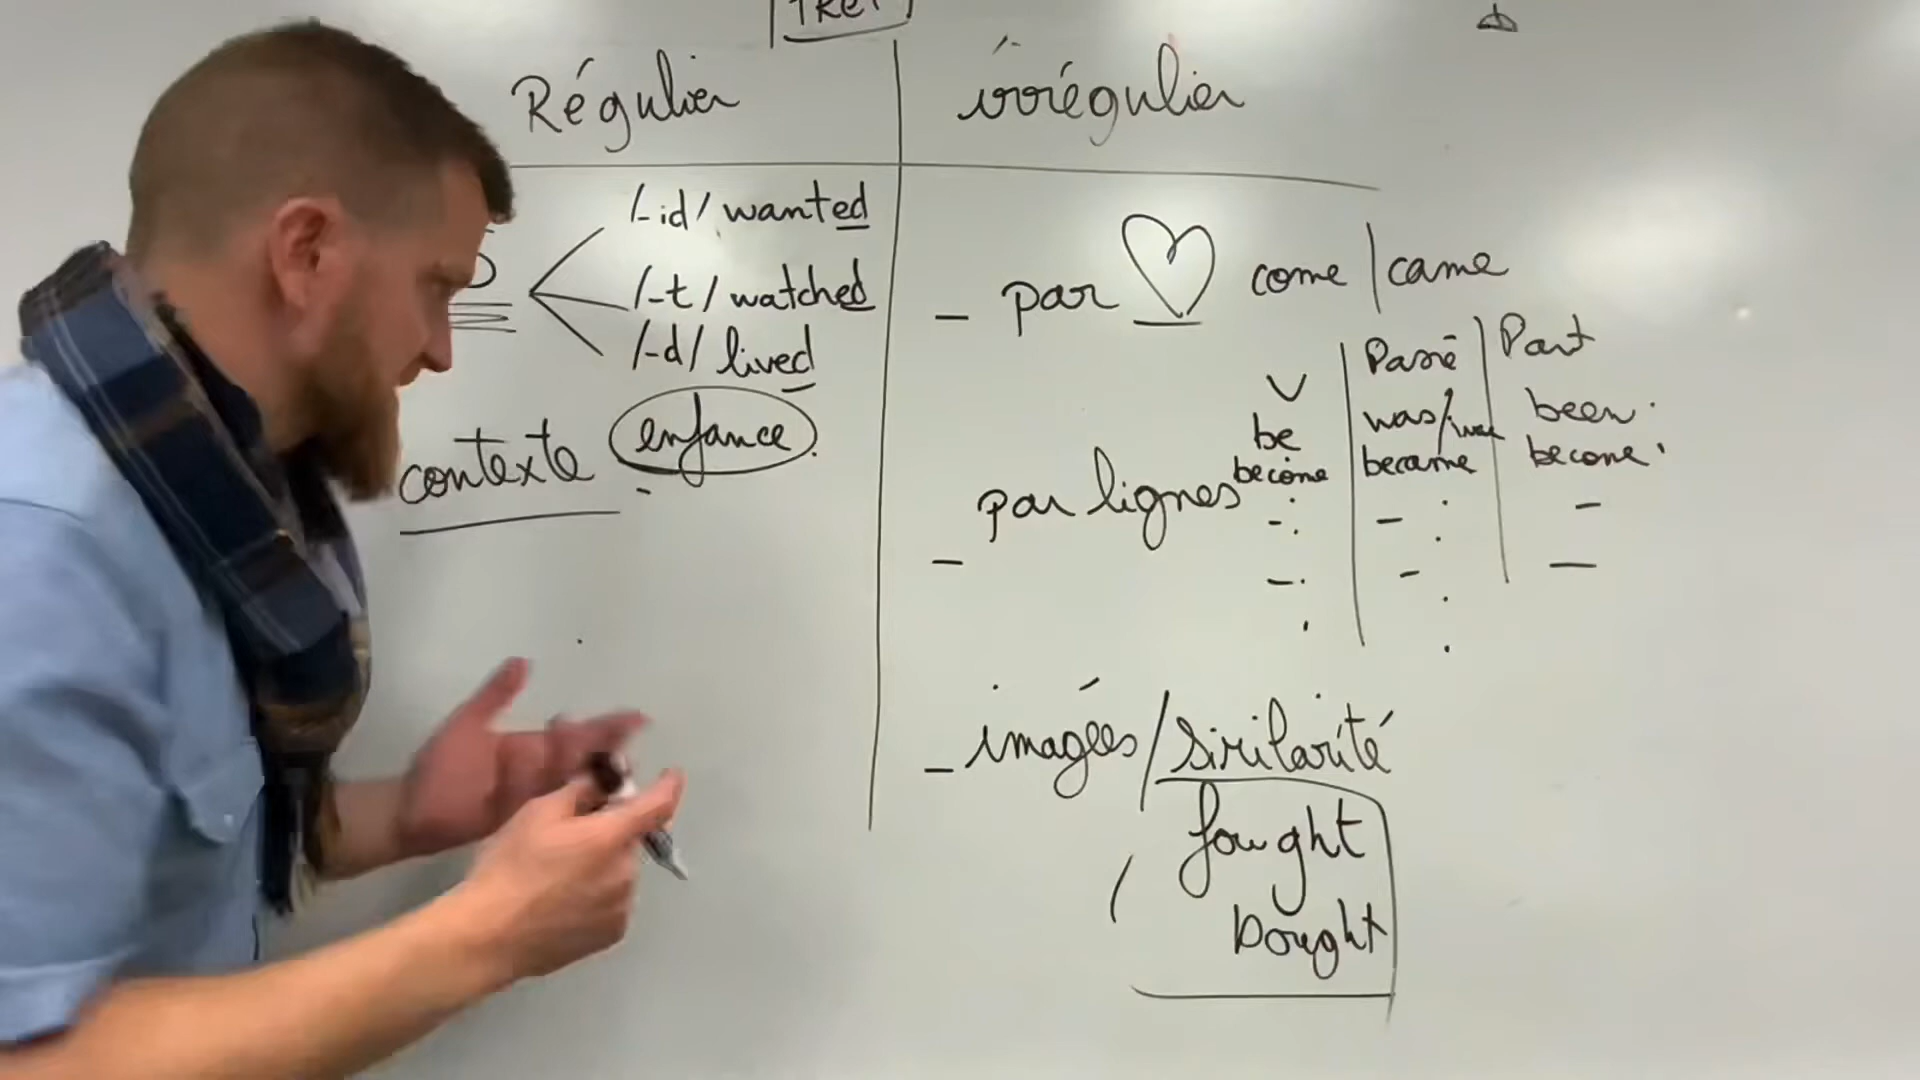 Régulier
irrégulier
/-id/ wanted
/-t/ watched
/-d/ lived
contexte enfance
- par come | came
V | Passé | Part
be | was/were | been
become | became | become
- par lignes
- imagées / similarité
fought
bought